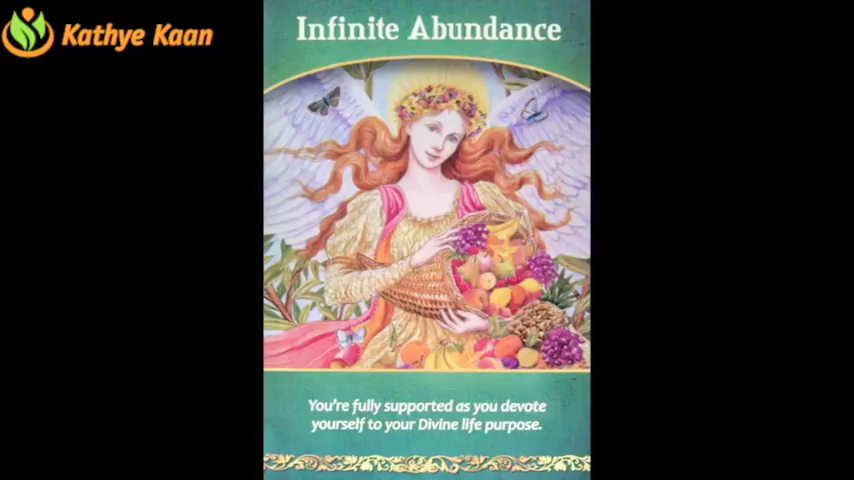 Kathye Kaan
Infinite Abundance
You're fully supported as you devote
yourself to your Divine life purpose.